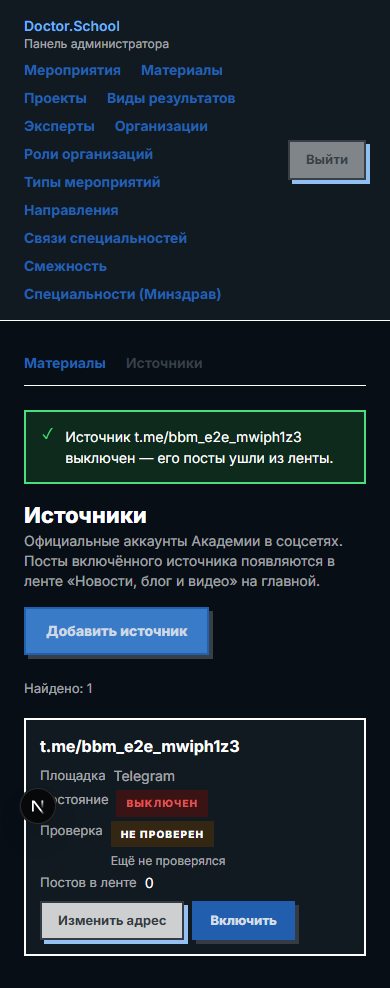 Doctor.School
Панель администратора
Мероприятия Материалы
Проекты Виды результатов
Эксперты Организации
Роли организаций
Выйти
Типы мероприятий
Направления
Связи специальностей
Смежность
Специальности (Минздрав)
Материалы Источники
✓ Источник t.me/bbm_e2e_mwiph1z3
выключен — его посты ушли из ленты.
Источники
Официальные аккаунты Академии в соцсетях.
Посты включённого источника появляются в
ленте «Новости, блог и видео» на главной.
Добавить источник
Найдено: 1
t.me/bbm_e2e_mwiph1z3
Площадка Telegram
N
остояние ВЫКЛЮЧЕН
Проверка НЕ ПРОВЕРЕН
Ещё не проверялся
Постов в ленте 0
Изменить адрес Включить